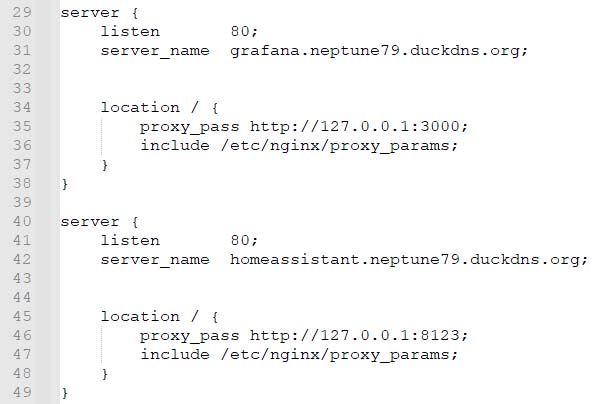 29 server {
30     listen       80;
31     server_name  grafana.neptune79.duckdns.org;
32
33
34     location / {
35         proxy_pass http://127.0.0.1:3000;
36         include /etc/nginx/proxy_params;
37     }
38 }
39
40 server {
41     listen       80;
42     server_name  homeassistant.neptune79.duckdns.org;
43
44
45     location / {
46         proxy_pass http://127.0.0.1:8123;
47         include /etc/nginx/proxy_params;
48     }
49 }